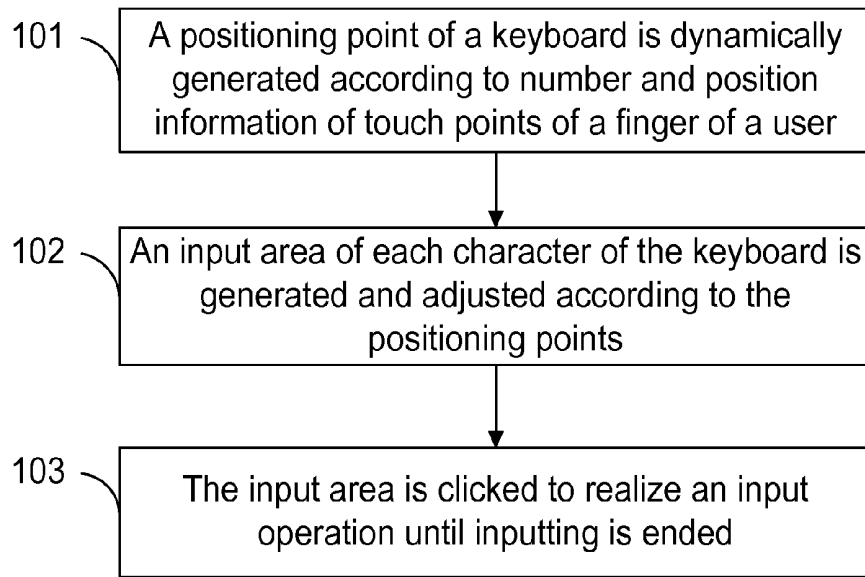 101
A positioning point of a keyboard is dynamically
generated according to number and position
information of touch points of a finger of a user
102
An input area of each character of the keyboard is
generated and adjusted according to the
positioning points
103
The input area is clicked to realize an input
operation until inputting is ended